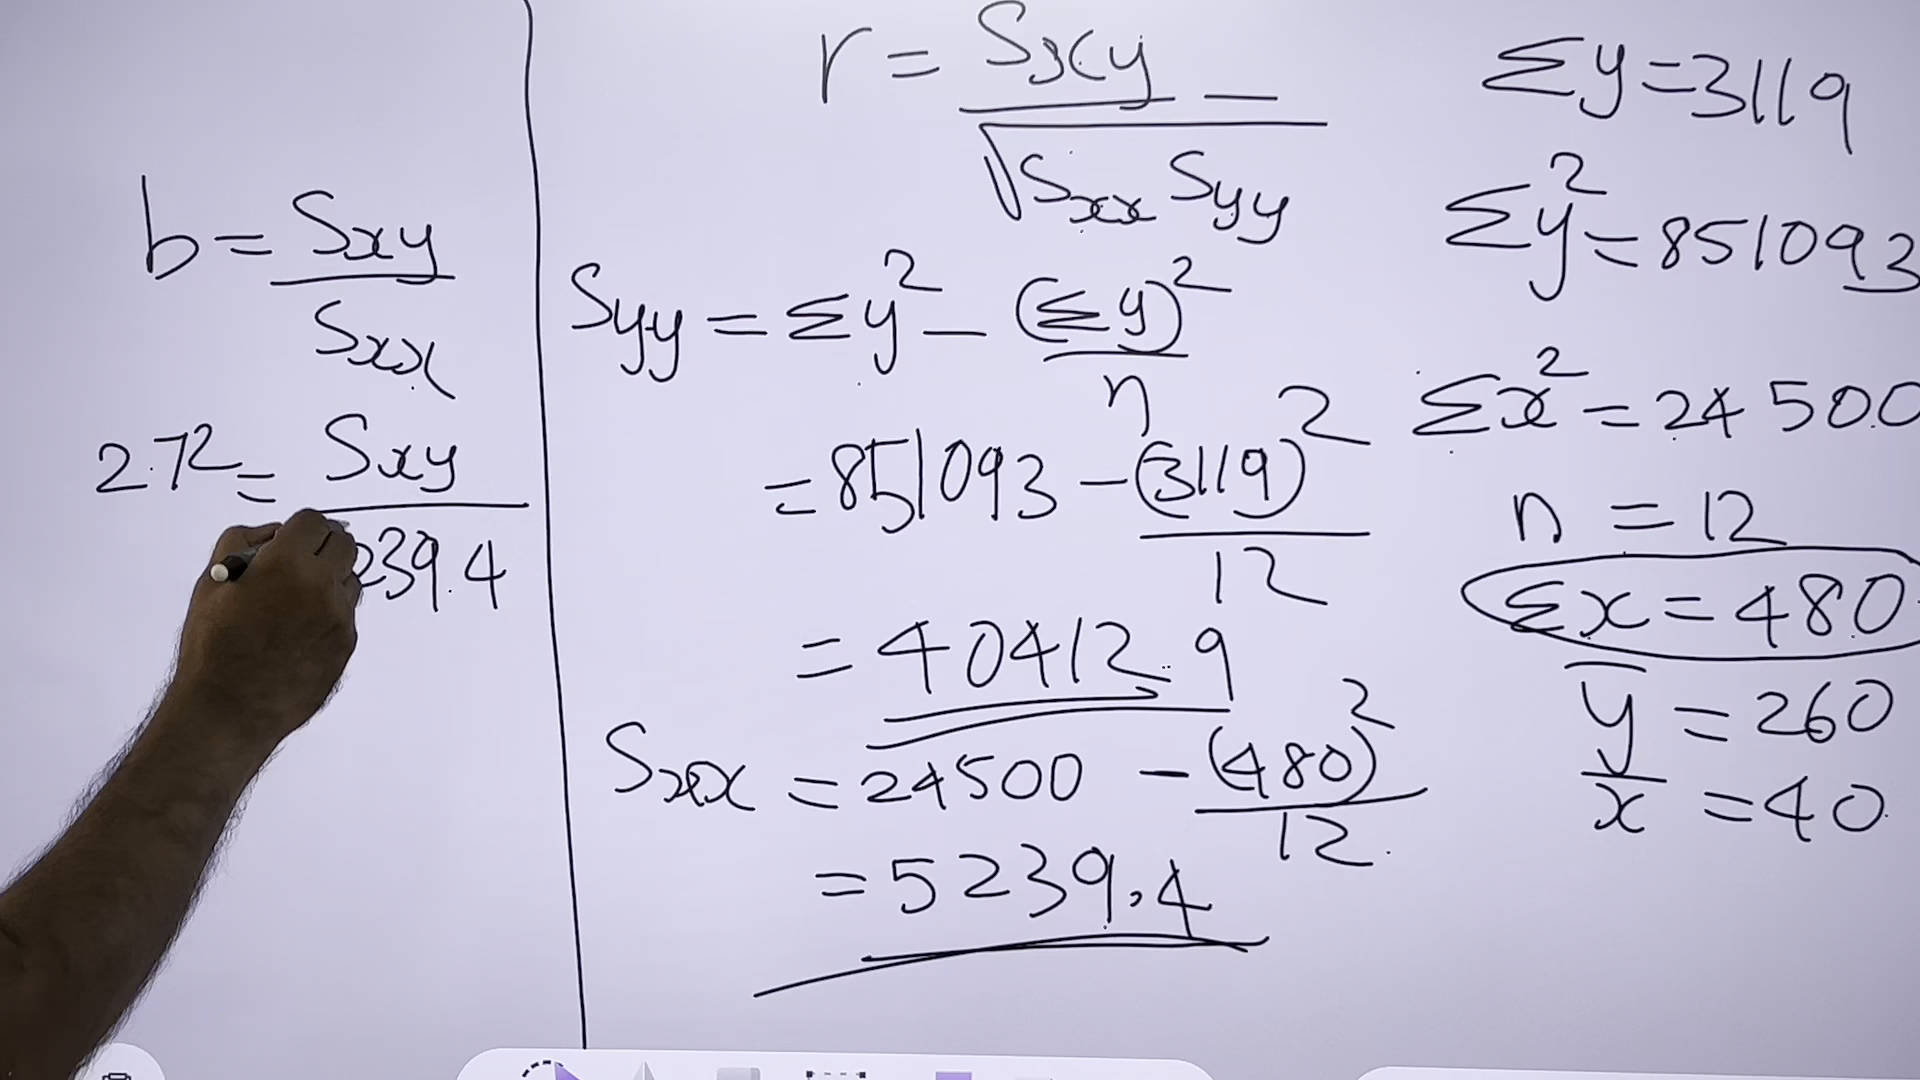 b = Sxy / Sxx
2.72 = Sxy / 239.4
r = Sxy / √Sxx Syy
Syy = Σy² − (Σy)² / n
= 851093 − (3119)² / 12
= 40412.9
Sxx = 24500 − (480)² / 12
= 5239.4
Σy = 3119
Σy² = 851093
Σx² = 24500
n = 12
Σx = 480
y̅ = 260
x̅ = 40